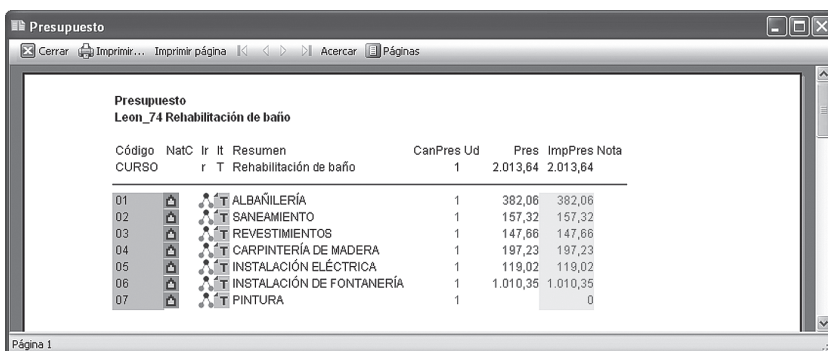 Presupuesto
Cerrar Imprimir... Imprimir página Acercar Páginas
Presupuesto
Leon_74 Rehabilitación de baño
Código NatC Ir It Resumen CanPres Ud Pres ImpPres Nota
CURSO r T Rehabilitación de baño 1 2.013,64 2.013,64
01 T ALBAÑILERÍA 1 382,06 382,06
02 T SANEAMIENTO 1 157,32 157,32
03 T REVESTIMIENTOS 1 147,66 147,66
04 T CARPINTERÍA DE MADERA 1 197,23 197,23
05 T INSTALACIÓN ELÉCTRICA 1 119,02 119,02
06 T INSTALACIÓN DE FONTANERÍA 1 1.010,35 1.010,35
07 T PINTURA 1 0
Página 1